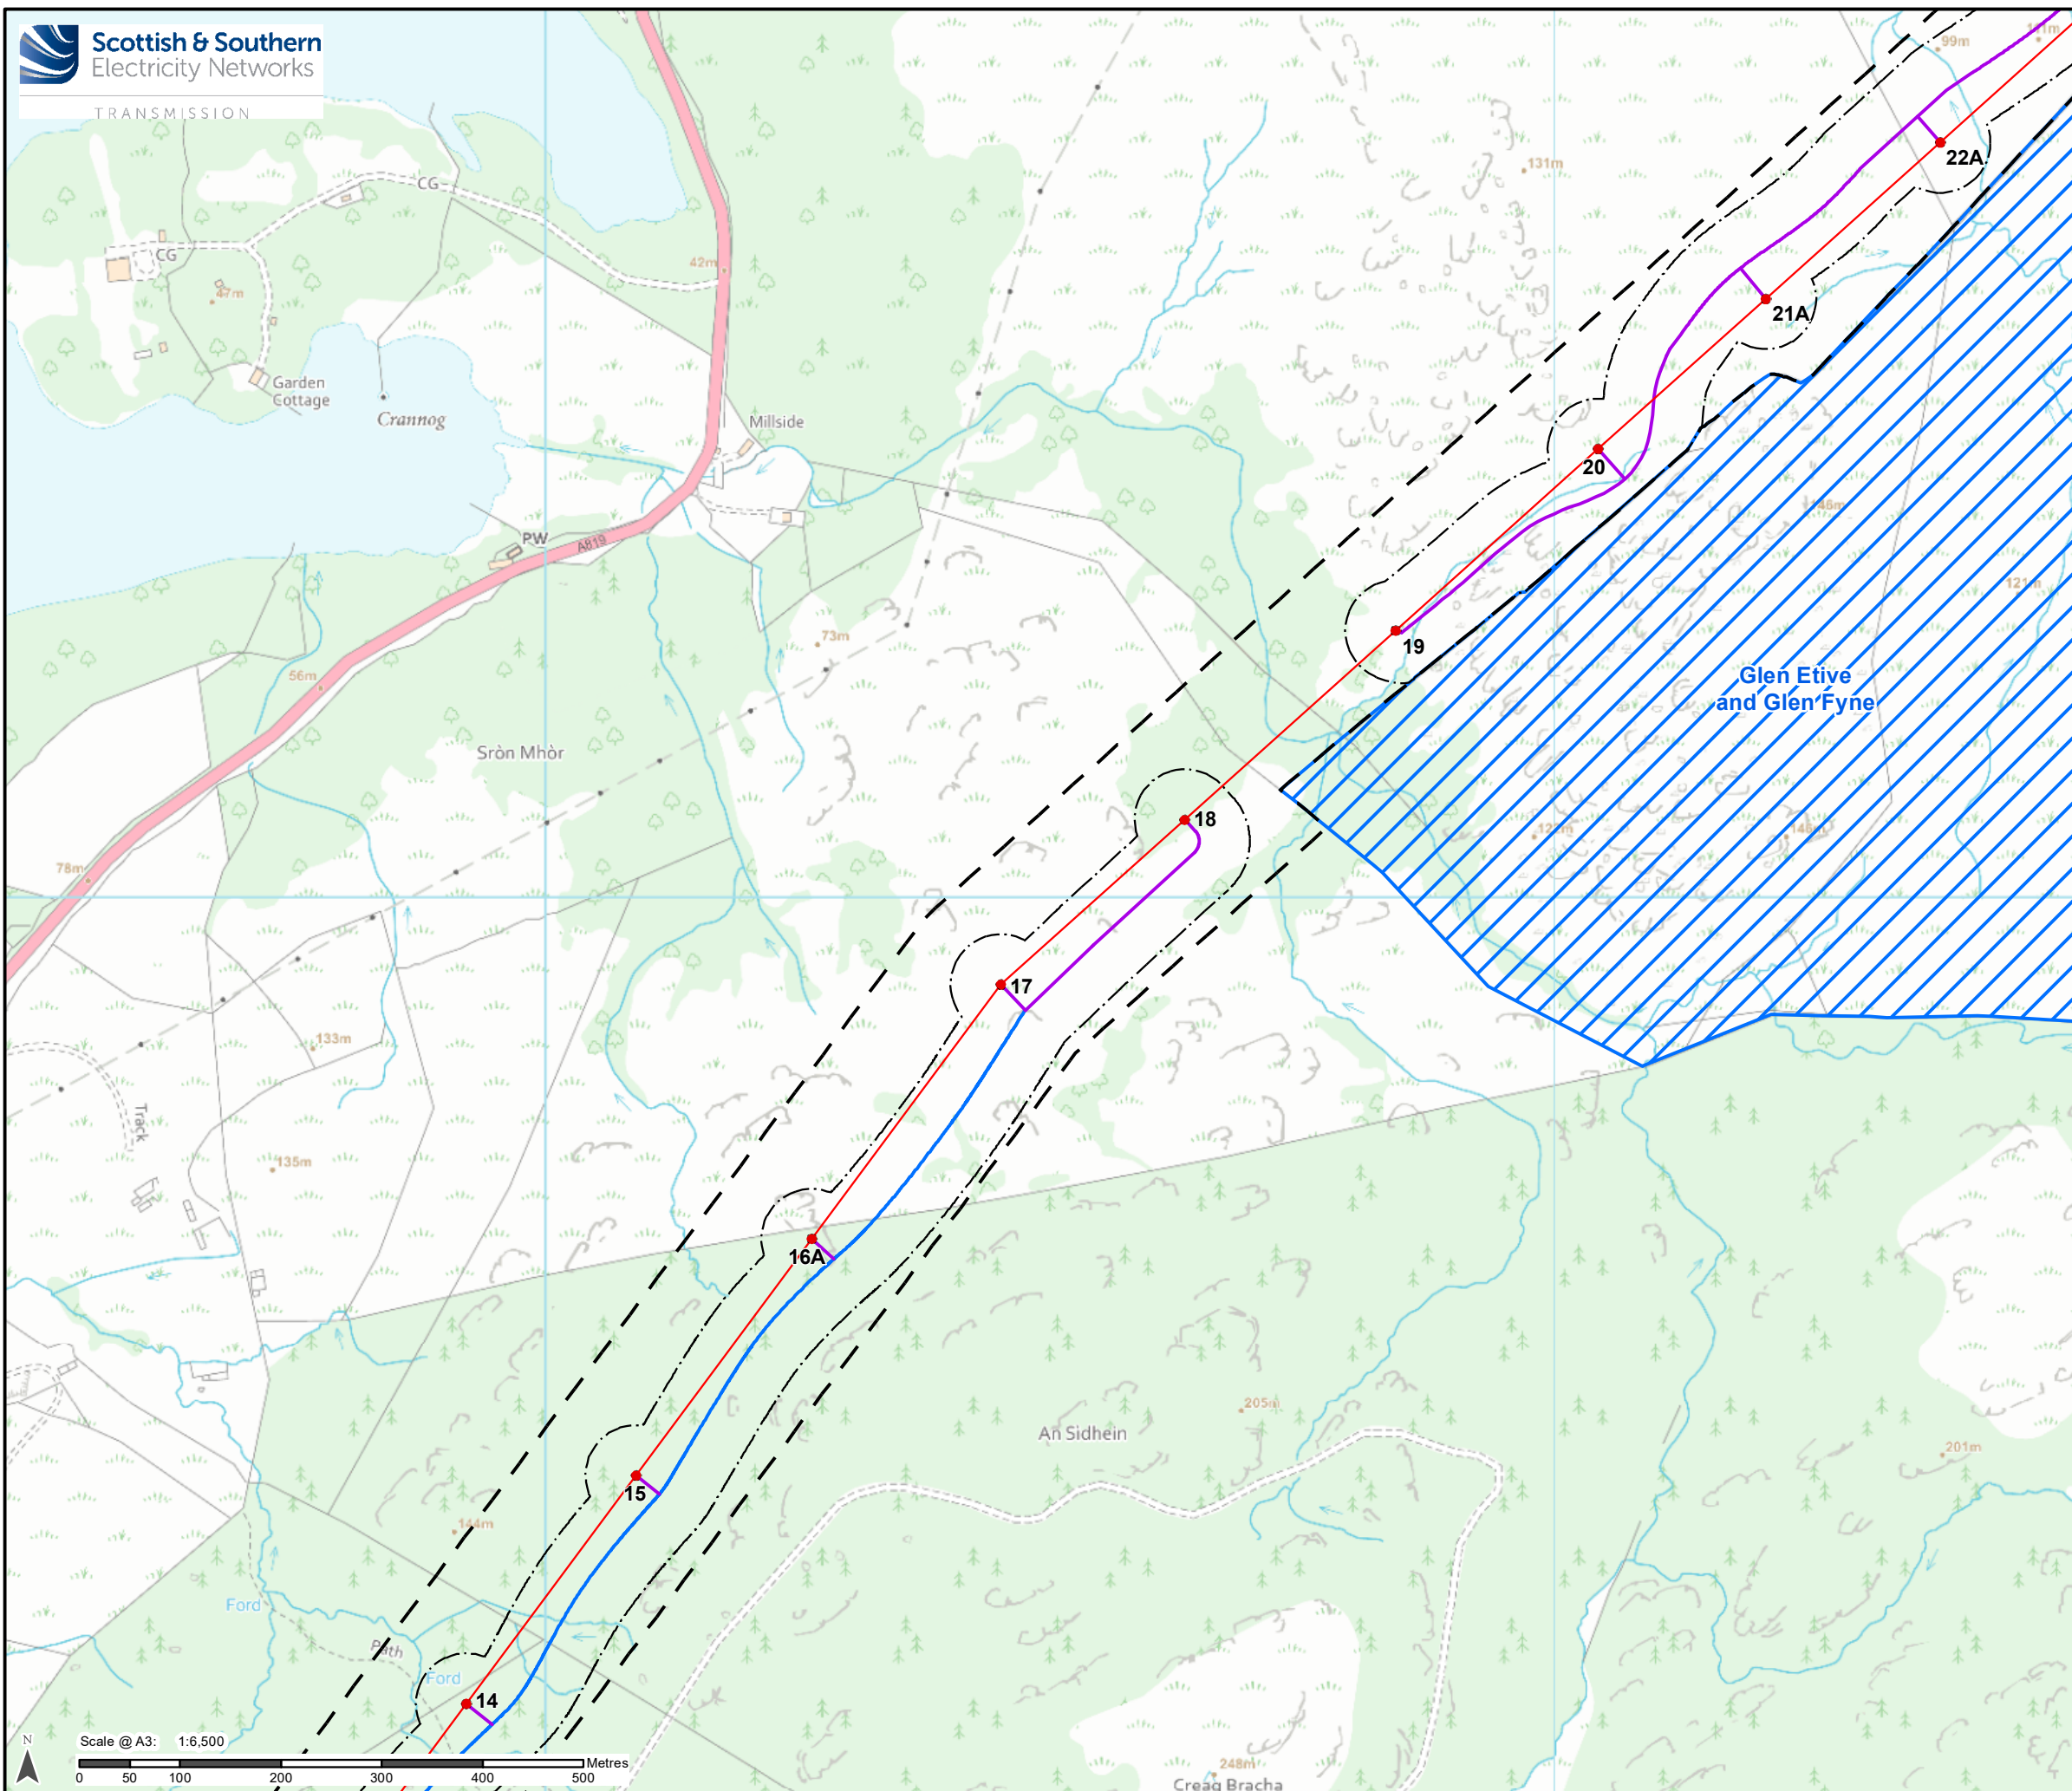 Scottish & Southern
Electricity Networks
TRANSMISSION
99m
131m
22A
CG
CG
42m
47m
21A
Garden
Cottage
Crannog
Millside
20
146m
PW
A819
121m
73m
19
56m
Glen Etive
and Glen Fyne
Sròn Mhòr
18
78m
17
133m
Track
135m
16A
205m
An Sidhein
201m
15
144m
Ford
Path
Ford
14
248m
Creag Bracha
N
Scale @ A3: 1:6,500
Metres
0 50 100 200 300 400 500